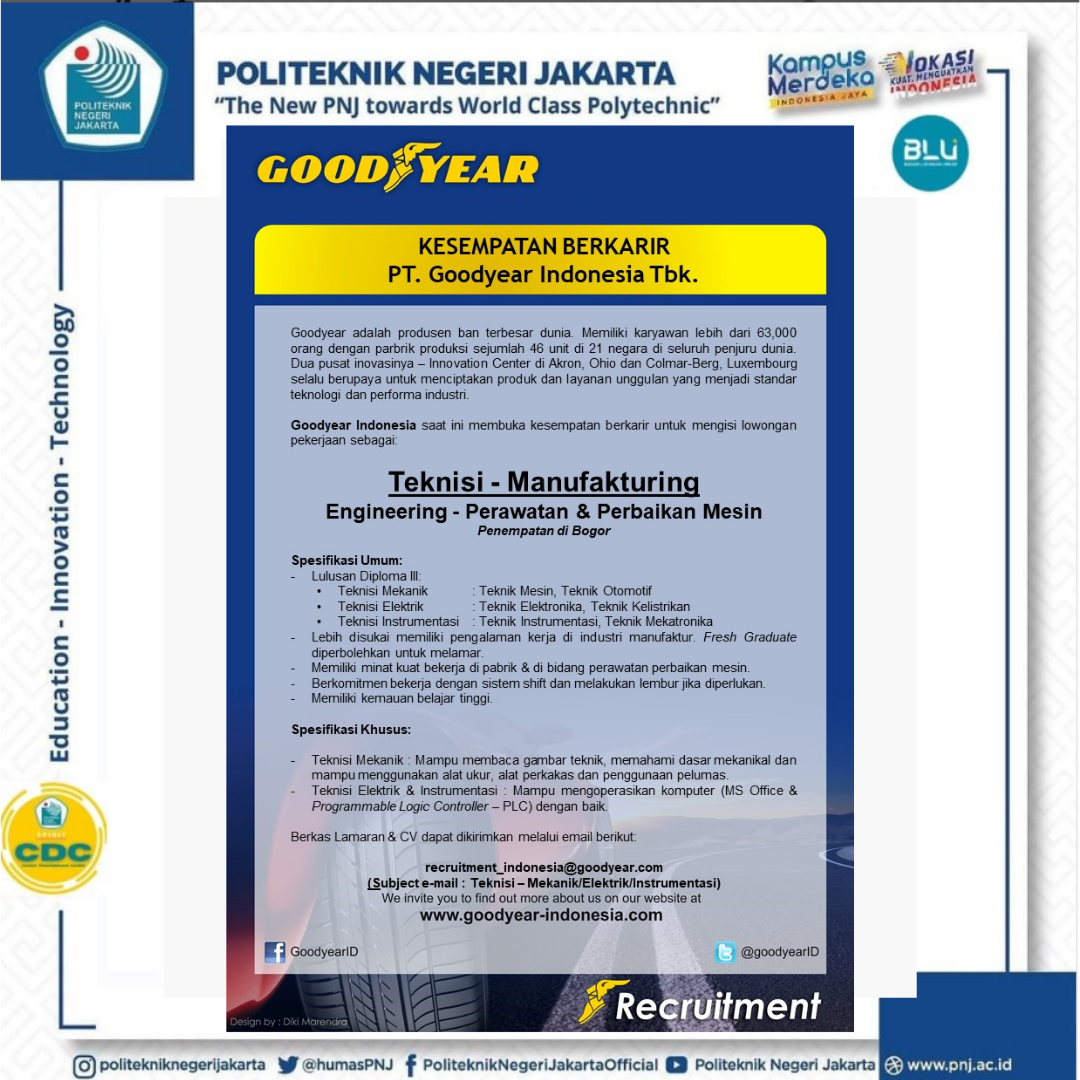 POLITEKNIK NEGERI JAKARTA
POLITEKNIK NEGERI JAKARTA
“The New PNJ towards World Class Polytechnic”
Kampus
Merdeka
INDONESIA JAYA
VOKASI
KUAT, MENGUATKAN
INDONESIA
BLU
GOODYEAR
KESEMPATAN BERKARIR
PT. Goodyear Indonesia Tbk.
Goodyear adalah produsen ban terbesar dunia. Memiliki karyawan lebih dari 63,000
orang dengan parbrik produksi sejumlah 46 unit di 21 negara di seluruh penjuru dunia.
Dua pusat inovasinya – Innovation Center di Akron, Ohio dan Colmar-Berg, Luxembourg
selalu berupaya untuk menciptakan produk dan layanan unggulan yang menjadi standar
teknologi dan performa industri.
Goodyear Indonesia saat ini membuka kesempatan berkarir untuk mengisi lowongan
pekerjaan sebagai:
Teknisi - Manufakturing
Engineering - Perawatan & Perbaikan Mesin
Penempatan di Bogor
Spesifikasi Umum:
- Lulusan Diploma III:
• Teknisi Mekanik : Teknik Mesin, Teknik Otomotif
• Teknisi Elektrik : Teknik Elektronika, Teknik Kelistrikan
• Teknisi Instrumentasi : Teknik Instrumentasi, Teknik Mekatronika
- Lebih disukai memiliki pengalaman kerja di industri manufaktur. Fresh Graduate
diperbolehkan untuk melamar.
- Memiliki minat kuat bekerja di pabrik & di bidang perawatan perbaikan mesin.
- Berkomitmen bekerja dengan sistem shift dan melakukan lembur jika diperlukan.
- Memiliki kemauan belajar tinggi.
Spesifikasi Khusus:
- Teknisi Mekanik : Mampu membaca gambar teknik, memahami dasar mekanikal dan
mampu menggunakan alat ukur, alat perkakas dan penggunaan pelumas.
- Teknisi Elektrik & Instrumentasi : Mampu mengoperasikan komputer (MS Office &
Programmable Logic Controller – PLC) dengan baik.
Berkas Lamaran & CV dapat dikirimkan melalui email berikut:
recruitment_indonesia@goodyear.com
(Subject e-mail : Teknisi – Mekanik/Elektrik/Instrumentasi)
We invite you to find out more about us on our website at
www.goodyear-indonesia.com
GoodyearID
@goodyearID
Recruitment
Design by : Diki Marendra
Education - Innovation - Technology
CDC
politekniknegerijakarta @humasPNJ PoliteknikNegeriJakartaOfficial Politeknik Negeri Jakarta www.pnj.ac.id